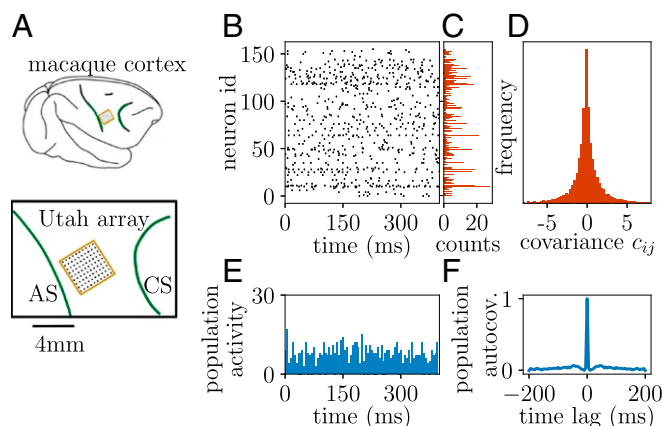 A
macaque cortex
Utah array
AS
CS
4mm
B
neuron id
150
100
50
0
0 150 300
time (ms)
C
0 20
counts
D
frequency
-5 0 5
covariance c_ij
E
population
activity
30
0
0 150 300
time (ms)
F
population
autocov.
1
0
−200 0 200
time lag (ms)